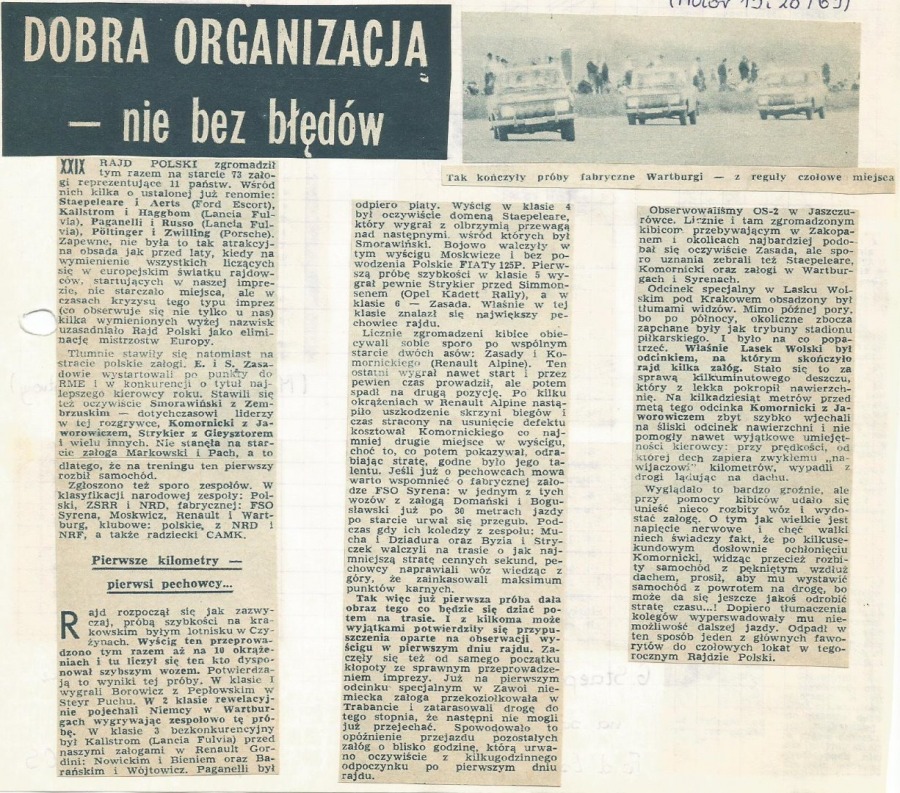 (Motor 19 i 20/69)
DOBRA ORGANIZACJA
— nie bez błędów
Tak kończyły próby fabryczne Wartburgi — z reguły czołowe miejsca
XXIX RAJD POLSKI zgromadził
tym razem na starcie 73 zało-
gi reprezentujące 11 państw. Wśród
nich kilka o ustalonej już renomie:
Staepeleare i Aerts (Ford Escort),
Kallstrom i Haggbom (Lancia Ful-
via), Paganelli i Russo (Lancia Ful-
via), Pöltinger i Zwilling (Porsche).
Zapewne, nie była to tak atrakcyj-
na obsada jak przed laty, kiedy na
wymienienie wszystkich liczących
się w europejskim światku rajdow-
ców, startujących w naszej impre-
zie, nie starczało miejsca, ale w
czasach kryzysu tego typu imprez
(co obserwuje się nie tylko u nas)
kilka wymienionych wyżej nazwisk
uzasadniało Rajd Polski jako elimi-
nację mistrzostw Europy.
Tłumnie stawiły się natomiast na
starcie polskie załogi. E. i S. Zasa-
dowie wystartowali po punkty do
RME i w konkurencji o tytuł naj-
lepszego kierowcy roku. Stawili się
też oczywiście Smorawiński z Zem-
brzuskim — dotychczasowi liderzy
w tej rozgrywce, Komornicki z Ja-
worowiczem, Strykier z Gleysztorem
i wielu innych. Nie stanęła na star-
cie załoga Markowski i Pach, a to
dlatego, że na treningu ten pierwszy
rozbił samochód.
Zgłoszono też sporo zespołów. W
klasyfikacji narodowej zespoły: Pol-
ski, ZSRR i NRD, fabrycznej: FSO
Syrena, Moskwicz, Renault i Wart-
burg, klubowe: polskie, z NRD i
NRF, a także radziecki CAMK.
Pierwsze kilometry —
pierwsi pechowcy...
Rajd rozpoczął się jak zazwy-
czaj, próbą szybkości na kra-
kowskim byłym lotnisku w Czy-
żynach. Wyścig ten przeprowa-
dzono tym razem aż na 10 okrąże-
niach i tu liczył się ten kto dyspo-
nował szybszym wozem. Potwierdza-
ją to wyniki tej próby. W klasie I
wygrali Borowicz z Pepłowskim w
Steyr Puchu. W 2 klasie rewelacyj-
nie pojechali Niemcy w Wartbur-
gach wygrywając zespołowo tę pró-
bę. W klasie 3 bezkonkurencyjny
był Kallstrom (Lancia Fulvia) przed
naszymi załogami w Renault Gor-
dini: Nowickim i Bieniem oraz Ba-
rańskim i Wójtowicz. Paganelli był
odpiero piąty. Wyścig w klasie 4
był oczywiście domeną Staepeleare,
który wygrał z olbrzymią przewagą
nad następnymi, wśród których był
Smorawiński. Bojowo walczyły w
tym wyścigu Moskwicze i bez po-
wodzenia Polskie FIATy 125P. Pierw-
szą próbę szybkości w klasie 5 wy-
grał pewnie Strykier przed Simmon-
senem (Opel Kadett Rally), a w
klasie 6 — Zasada. Właśnie w tej
klasie znalazł się największy pe-
chowiec rajdu.
Licznie zgromadzeni kibice obie-
cywali sobie sporo po wspólnym
starcie dwóch asów: Zasady i Ko-
mornickiego (Renault Alpine). Ten
ostatni wygrał nawet start i przez
pewien czas prowadził, ale potem
spadł na drugą pozycję. Po kilku
okrążeniach w Renault Alpine nastą-
piło uszkodzenie skrzyni biegów i
czas stracony na usunięcie defektu
kosztował Komornickiego co naj-
mniej drugie miejsce w wyścigu,
choć to, co potem pokazywał, odra-
biając stratę, godne było jego ta-
lentu. Jeśli już o pechowcach mowa
warto wspomnieć o fabrycznej zało-
dze FSO Syrena: w jednym z tych
wozów z załogą Domański i Bogu-
sławski już po 30 metrach jazdy
po starcie urwał się przegub. Pod-
czas gdy ich koledzy z zespołu: Mu-
cha i Dziadura oraz Byzia i Stry-
czek walczyli na trasie o jak naj-
mniejszą stratę cennych sekund, pe-
chowcy naprawiali wóz wiedząc z
góry, że zainkasowali maksimum
punktów karnych.
Tak więc już pierwsza próba dała
obraz tego co będzie się dziać po-
tem na trasie. I z kilkoma może
wyjątkami potwierdziły się przypu-
szczenia oparte na obserwacji wy-
ścigu w pierwszym dniu rajdu. Za-
częły się też od samego początku
kłopoty ze sprawnym przeprowadze-
niem imprezy. Już na pierwszym
odcinku specjalnym w Zawoi nie-
miecka załoga przekoziołkowała w
Trabancie i zatarasowali drogę do
tego stopnia, że następni nie mogli
już przejechać. Spowodowało to
opóźnienie przejazdu pozostałych
załóg o blisko godzinę, którą urwa-
no oczywiście z kilkugodzinnego
odpoczynku po pierwszym dniu
rajdu.
Obserwowaliśmy OS-2 w Jaszczu-
rówce. Licznie i tam zgromadzonym
kibicom przebywającym w Zakopa-
nem i okolicach najbardziej podo-
bał się oczywiście Zasada, ale spo-
ro uznania zebrali też Staepeleare,
Komornicki oraz załogi w Wartbur-
gach i Syrenach.
Odcinek specjalny w Lasku Wol-
skim pod Krakowem obsadzony był
tłumami widzów. Mimo późnej pory,
bo po północy, okoliczne zbocza
zapchane były jak trybuny stadionu
piłkarskiego. I było na co popa-
trzeć. Właśnie Lasek Wolski był
odcinkiem, na którym skończyło
rajd kilka załóg. Stało się to za
sprawą kilkuminutowego deszczu,
który z lekka pokropił nawierzch-
nię. Na kilkadziesiąt metrów przed
metą tego odcinka Komornicki z Ja-
worowiczem zbyt szybko wjechali
na śliski odcinek nawierzchni i nie
pomogły nawet wyjątkowe umiejęt-
ności kierowcy: przy prędkości, od
której dech zapiera zwykłemu „na-
wijaczowi” kilometrów, wypadli z
drogi lądując na dachu.
Wyglądało to bardzo groźnie, ale
przy pomocy kibiców udało się
unieść nieco rozbity wóz i wydo-
stać załogę. O tym jak wielkie jest
napięcie nerwowe i chęć walki
niech świadczy fakt, że po kilkuse-
kundowym dosłownie ochłonięciu
Komornicki, widząc przecież rozbi-
ty samochód z pękniętym wzdłuż
dachem, prosił, aby mu wystawić
samochód z powrotem na drogę, bo
może da się jeszcze jakoś odrobić
stratę czasu...! Dopiero tłumaczenia
kolegów wyperswadowały mu nie-
możliwość dalszej jazdy. Odpadł w
ten sposób jeden z głównych fawo-
rytów do czołowych lokat w tego-
rocznym Rajdzie Polski.